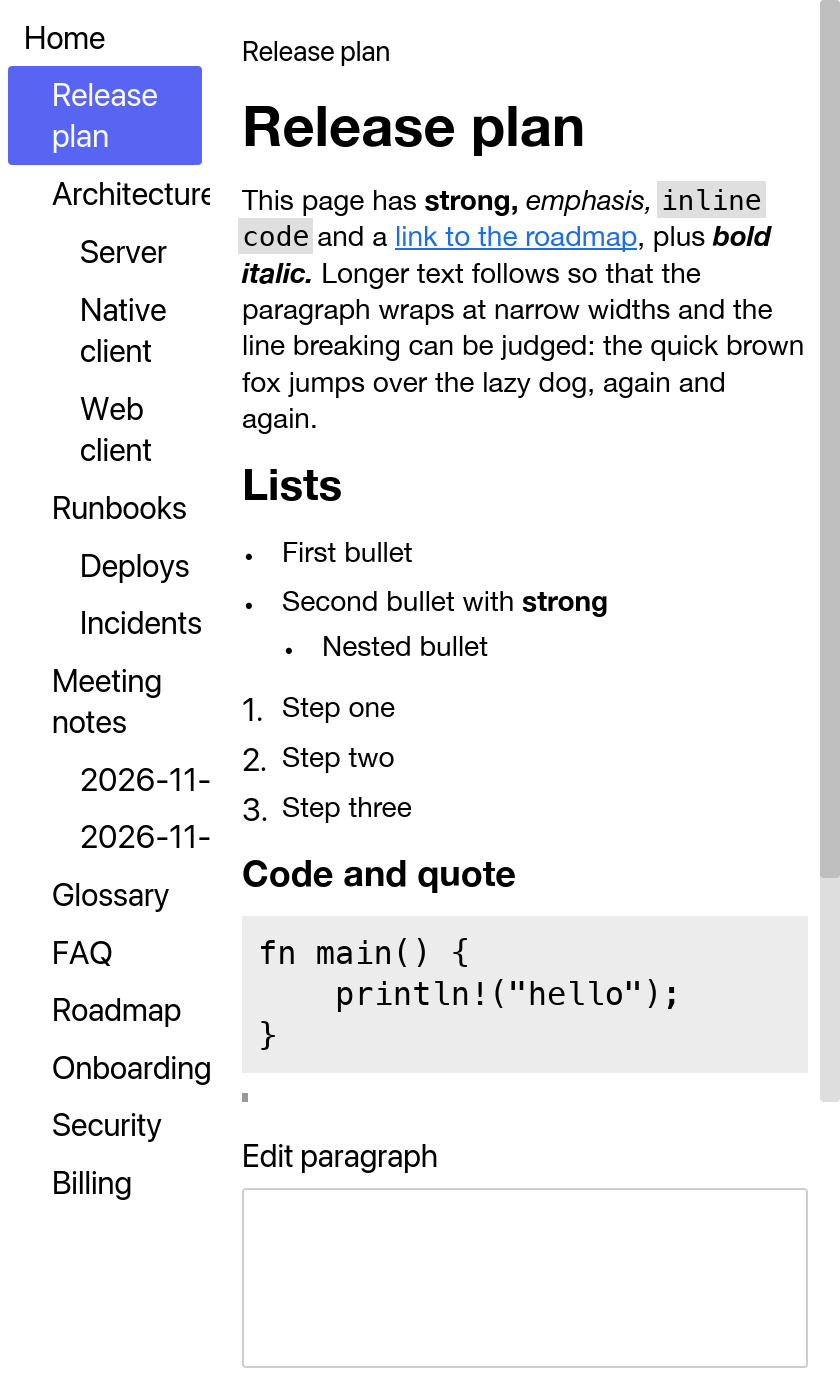 Home
Release
plan
Architecture
Server
Native
client
Web
client
Runbooks
Deploys
Incidents
Meeting
notes
2026-11-
2026-11-
Glossary
FAQ
Roadmap
Onboarding
Security
Billing
Release plan
Release plan
This page has strong, emphasis, inline
code and a link to the roadmap, plus bold
italic. Longer text follows so that the
paragraph wraps at narrow widths and the
line breaking can be judged: the quick brown
fox jumps over the lazy dog, again and
again.
Lists
• First bullet
• Second bullet with strong
• Nested bullet
1. Step one
2. Step two
3. Step three
Code and quote
fn main() {
    println!("hello");
}
Edit paragraph